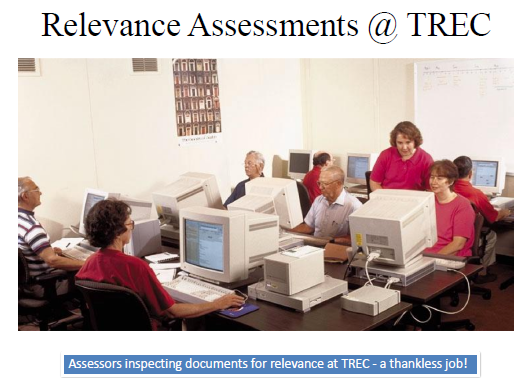 Relevance Assessments @ TREC
Assessors inspecting documents for relevance at TREC - a thankless job!